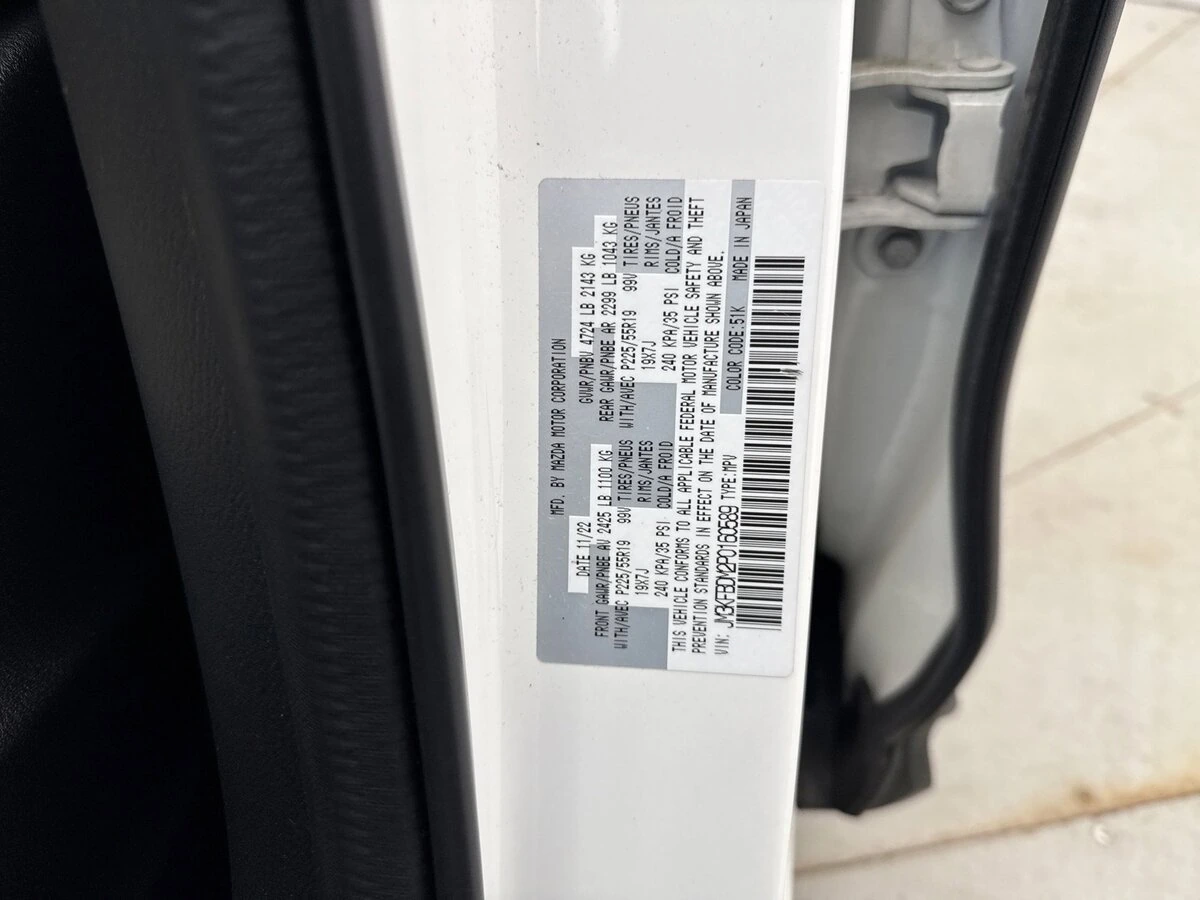 MFD. BY MAZDA MOTOR CORPORATION
DATE 11/22 GVWR/PNBV 4724 LB 2143 KG
FRONT GAWR/PNBE AV 2425 LB 1100 KG REAR GAWR/PNBE AR 2299 LB 1043 KG
WITH/AVEC P225/55R19 99V TIRES/PNEUS WITH/AVEC P225/55R19 99V TIRES/PNEUS
19X7J RIMS/JANTES 19X7J RIMS/JANTES
240 KPA/35 PSI COLD/A FROID 240 KPA/35 PSI COLD/A FROID
THIS VEHICLE CONFORMS TO ALL APPLICABLE FEDERAL MOTOR VEHICLE SAFETY AND THEFT
PREVENTION STANDARDS IN EFFECT ON THE DATE OF MANUFACTURE SHOWN ABOVE.
VIN: JM3KFBDM2P0160589 TYPE:MPV
COLOR CODE:51K MADE IN JAPAN